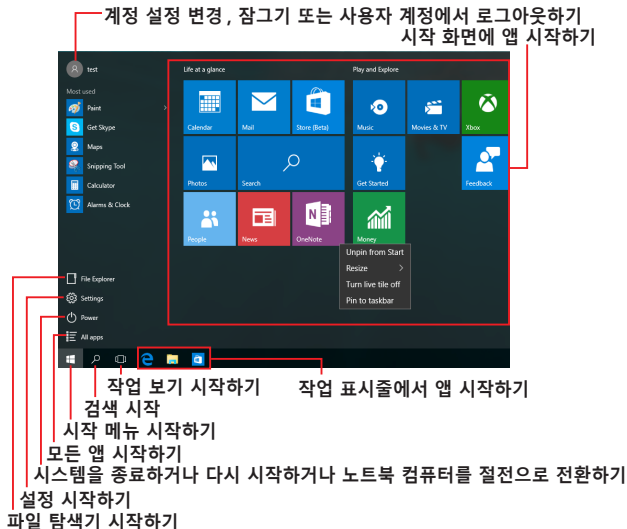 계정 설정 변경, 잠그기 또는 사용자 계정에서 로그아웃하기
시작 화면에 앱 시작하기
test
Life at a glance
Play and Explore
Most used
Paint
Get Skype
Maps
Snipping Tool
Calculator
Alarms & Clock
Calendar
Mail
Store (Beta)
Music
Movies & TV
Xbox
Photos
Search
Get Started
Feedback
People
News
OneNote
Money
Unpin from Start
Resize
Turn live tile off
Pin to taskbar
File Explorer
Settings
Power
All apps
작업 보기 시작하기
작업 표시줄에서 앱 시작하기
검색 시작
시작 메뉴 시작하기
모든 앱 시작하기
시스템을 종료하거나 다시 시작하거나 노트북 컴퓨터를 절전으로 전환하기
설정 시작하기
파일 탐색기 시작하기